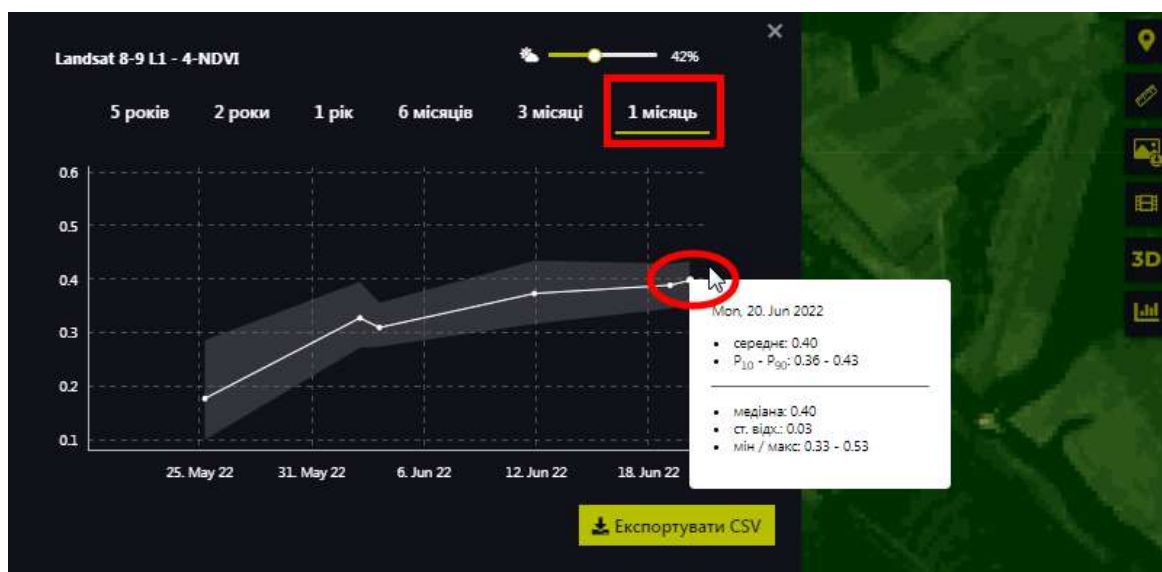 Landsat 8-9 L1 - 4-NDVI
42%
5 років 2 роки 1 рік 6 місяців 3 місяці 1 місяць
0.6
0.5
0.4
0.3
0.2
0.1
25. May 22 31. May 22 6. Jun 22 12. Jun 22 18. Jun 22
Mon, 20. Jun 2022
• середнє: 0.40
• P10 - P90: 0.36 - 0.43
• медіана: 0.40
• ст. відх.: 0.03
• мін / макс: 0.33 - 0.53
Експортувати CSV
3D